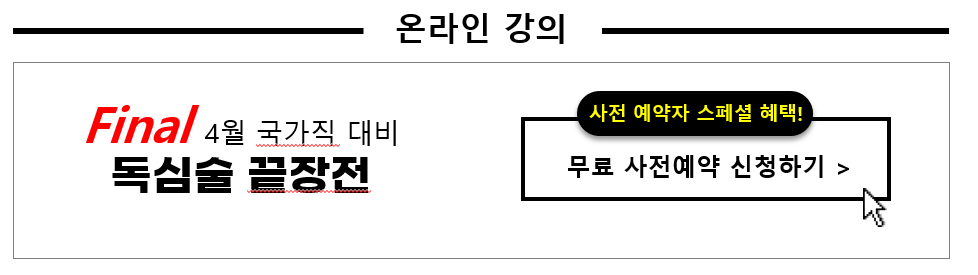 온라인 강의
Final 4월 국가직 대비
독심술 끝장전
사전 예약자 스페셜 혜택!
무료 사전예약 신청하기 >